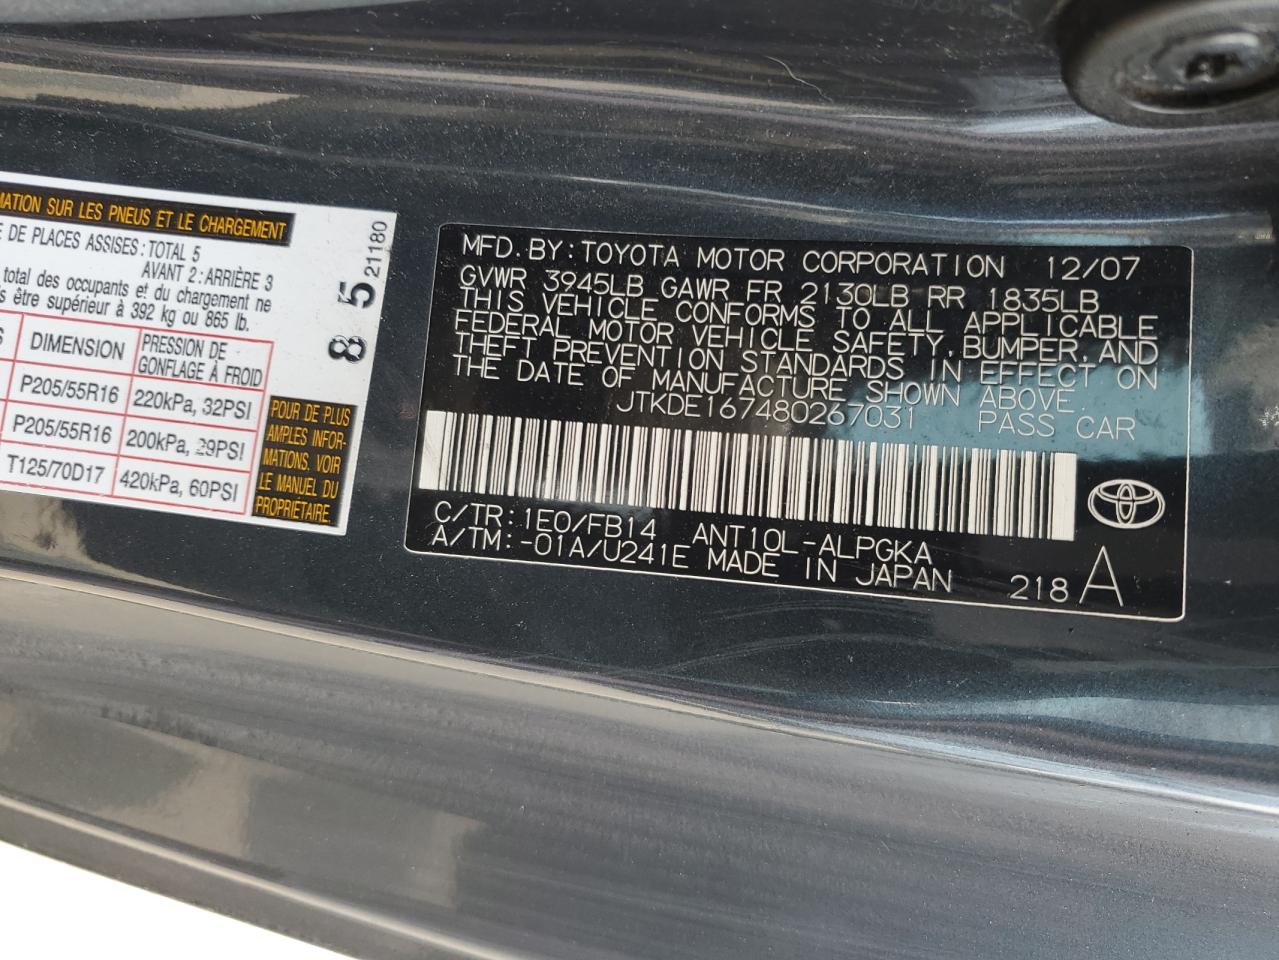 MATION SUR LES PNEUS ET LE CHARGEMENT
DE PLACES ASSISES: TOTAL 5
AVANT 2: ARRIÈRE 3
total des occupants et du chargement ne
être supérieur à 392 kg ou 865 lb.
DIMENSION
PRESSION DE
GONFLAGE À FROID
P205/55R16 220kPa, 32PSI
P205/55R16 200kPa, 29PSI
T125/70D17 420kPa, 60PSI
POUR DE PLUS
AMPLES INFOR-
MATIONS, VOIR
LE MANUEL DU
PROPRIÉTAIRE.
8 5 21180
MFD. BY: TOYOTA MOTOR CORPORATION 12/07
GVWR 3945LB GAWR FR 2130LB RR 1835LB
THIS VEHICLE CONFORMS TO ALL APPLICABLE
FEDERAL MOTOR VEHICLE SAFETY, BUMPER, AND
THEFT PREVENTION STANDARDS IN EFFECT ON
THE DATE OF MANUFACTURE SHOWN ABOVE.
JTKDE167480267031 PASS CAR
C/TR: 1E0/FB14 ANT10L-ALPGKA
A/TM: -01A/U241E MADE IN JAPAN 218 A